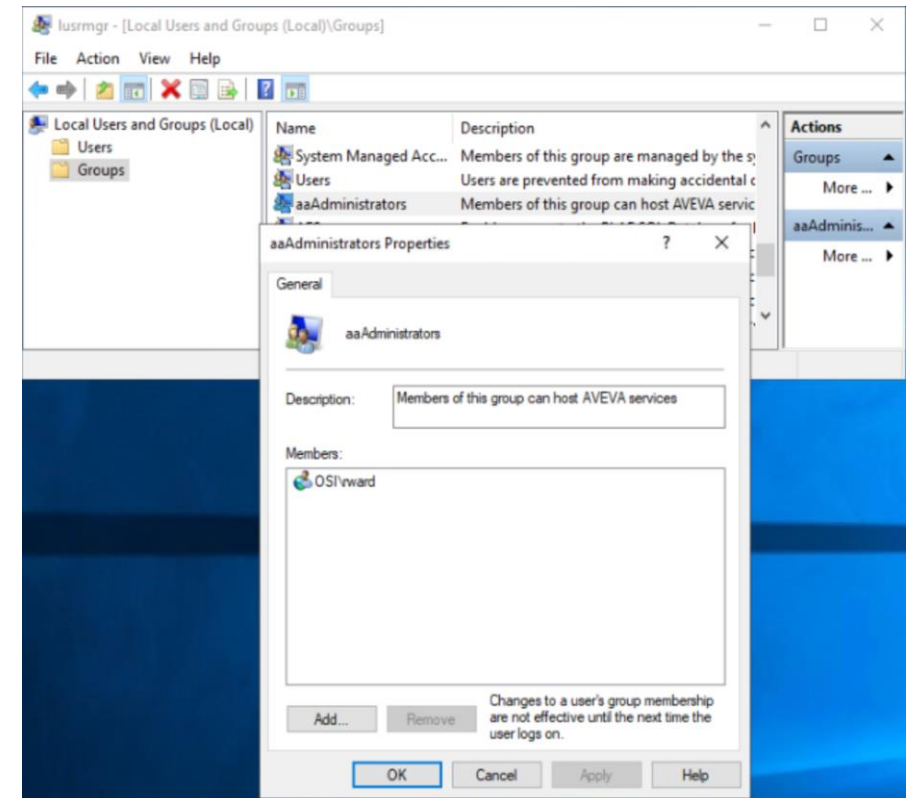 lusrmgr - [Local Users and Groups (Local)\Groups]
File Action View Help
Local Users and Groups (Local)
Users
Groups
Name Description
System Managed Acc... Members of this group are managed by the sy
Users Users are prevented from making accidental c
aaAdministrators Members of this group can host AVEVA servic
Actions
Groups
More ...
aaAdminis...
More ...
aaAdministrators Properties
General
aaAdministrators
Description: Members of this group can host AVEVA services
Members:
OSI\rward
Add... Remove
Changes to a user's group membership
are not effective until the next time the
user logs on.
OK Cancel Apply Help